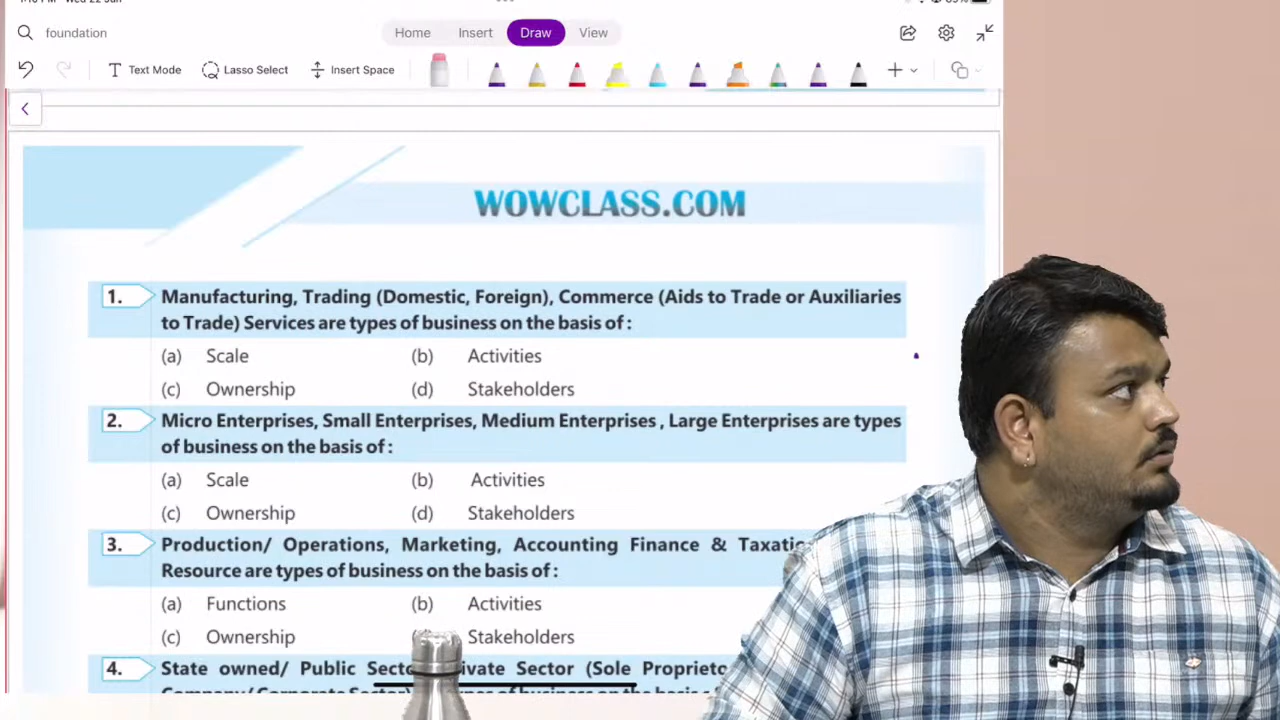 foundation
Home Insert Draw View
Text Mode Lasso Select Insert Space
WOWCLASS.COM
1. Manufacturing, Trading (Domestic, Foreign), Commerce (Aids to Trade or Auxiliaries
to Trade) Services are types of business on the basis of :
(a) Scale (b) Activities
(c) Ownership (d) Stakeholders
2. Micro Enterprises, Small Enterprises, Medium Enterprises , Large Enterprises are types
of business on the basis of :
(a) Scale (b) Activities
(c) Ownership (d) Stakeholders
3. Production/ Operations, Marketing, Accounting Finance &
Resource are types of business on the basis of :
(a) Functions (b) Activities
(c) Ownership Stakeholders
4. State owned/ Public Sector (Sole